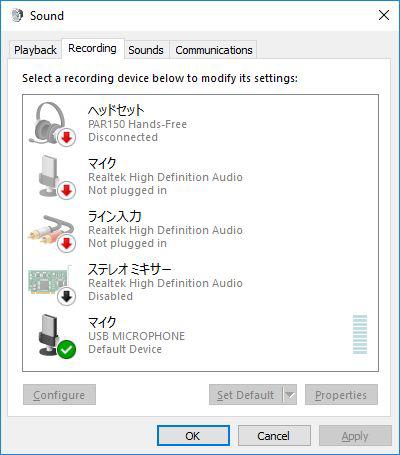 Sound
Playback
Recording
Sounds
Communications
Select a recording device below to modify its settings:
ヘッドセット
PAR150 Hands-Free
Disconnected
マイク
Realtek High Definition Audio
Not plugged in
ライン入力
Realtek High Definition Audio
Not plugged in
ステレオ ミキサー
Realtek High Definition Audio
Disabled
マイク
USB MICROPHONE
Default Device
Configure
Set Default
Properties
OK
Cancel
Apply